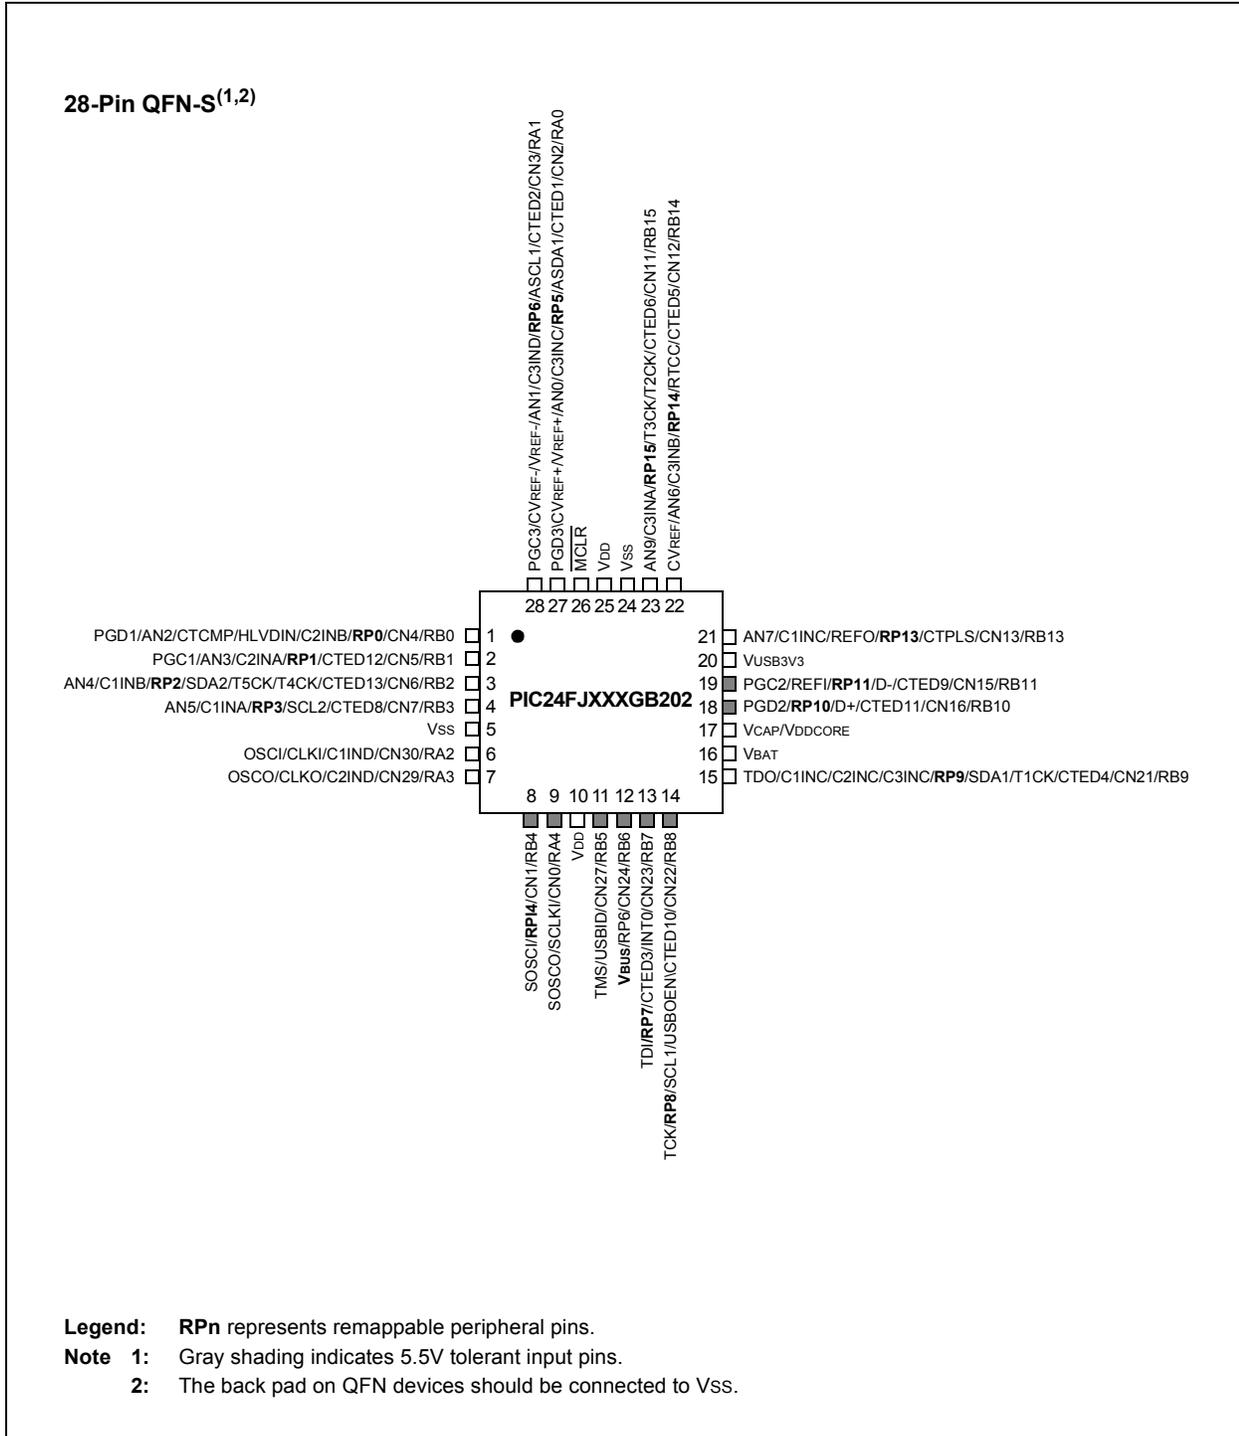 28-Pin QFN-S(1,2)
PGC3/CVREF-/VREF-/AN1/C3IND/RP6/ASCL1/CTED2/CN3/RA1
PGD3\CVREF+/VREF+/AN0/C3INC/RP5/ASDA1/CTED1/CN2/RA0
MCLR
VDD
VSS
AN9/C3INA/RP15/T3CK/T2CK/CTED6/CN11/RB15
CVREF/AN6/C3INB/RP14/RTCC/CTED5/CN12/RB14
28 27 26 25 24 23 22
PGD1/AN2/CTCMP/HLVDIN/C2INB/RP0/CN4/RB0 1
PGC1/AN3/C2INA/RP1/CTED12/CN5/RB1 2
AN4/C1INB/RP2/SDA2/T5CK/T4CK/CTED13/CN6/RB2 3
AN5/C1INA/RP3/SCL2/CTED8/CN7/RB3 4
VSS 5
OSCI/CLKI/C1IND/CN30/RA2 6
OSCO/CLKO/C2IND/CN29/RA3 7
PIC24FJXXXGB202
21 AN7/C1INC/REFO/RP13/CTPLS/CN13/RB13
20 VUSB3V3
19 PGC2/REFI/RP11/D-/CTED9/CN15/RB11
18 PGD2/RP10/D+/CTED11/CN16/RB10
17 VCAP/VDDCORE
16 VBAT
15 TDO/C1INC/C2INC/C3INC/RP9/SDA1/T1CK/CTED4/CN21/RB9
8 9 10 11 12 13 14
SOSCI/RPI4/CN1/RB4
SOSCO/SCLKI/CN0/RA4
VDD
TMS/USBID/CN27/RB5
VBUS/RP6/CN24/RB6
TDI/RP7/CTED3/INT0/CN23/RB7
TCK/RP8/SCL1/USBOEN\CTED10/CN22/RB8
Legend: RPn represents remappable peripheral pins.
Note 1: Gray shading indicates 5.5V tolerant input pins.
2: The back pad on QFN devices should be connected to VSS.